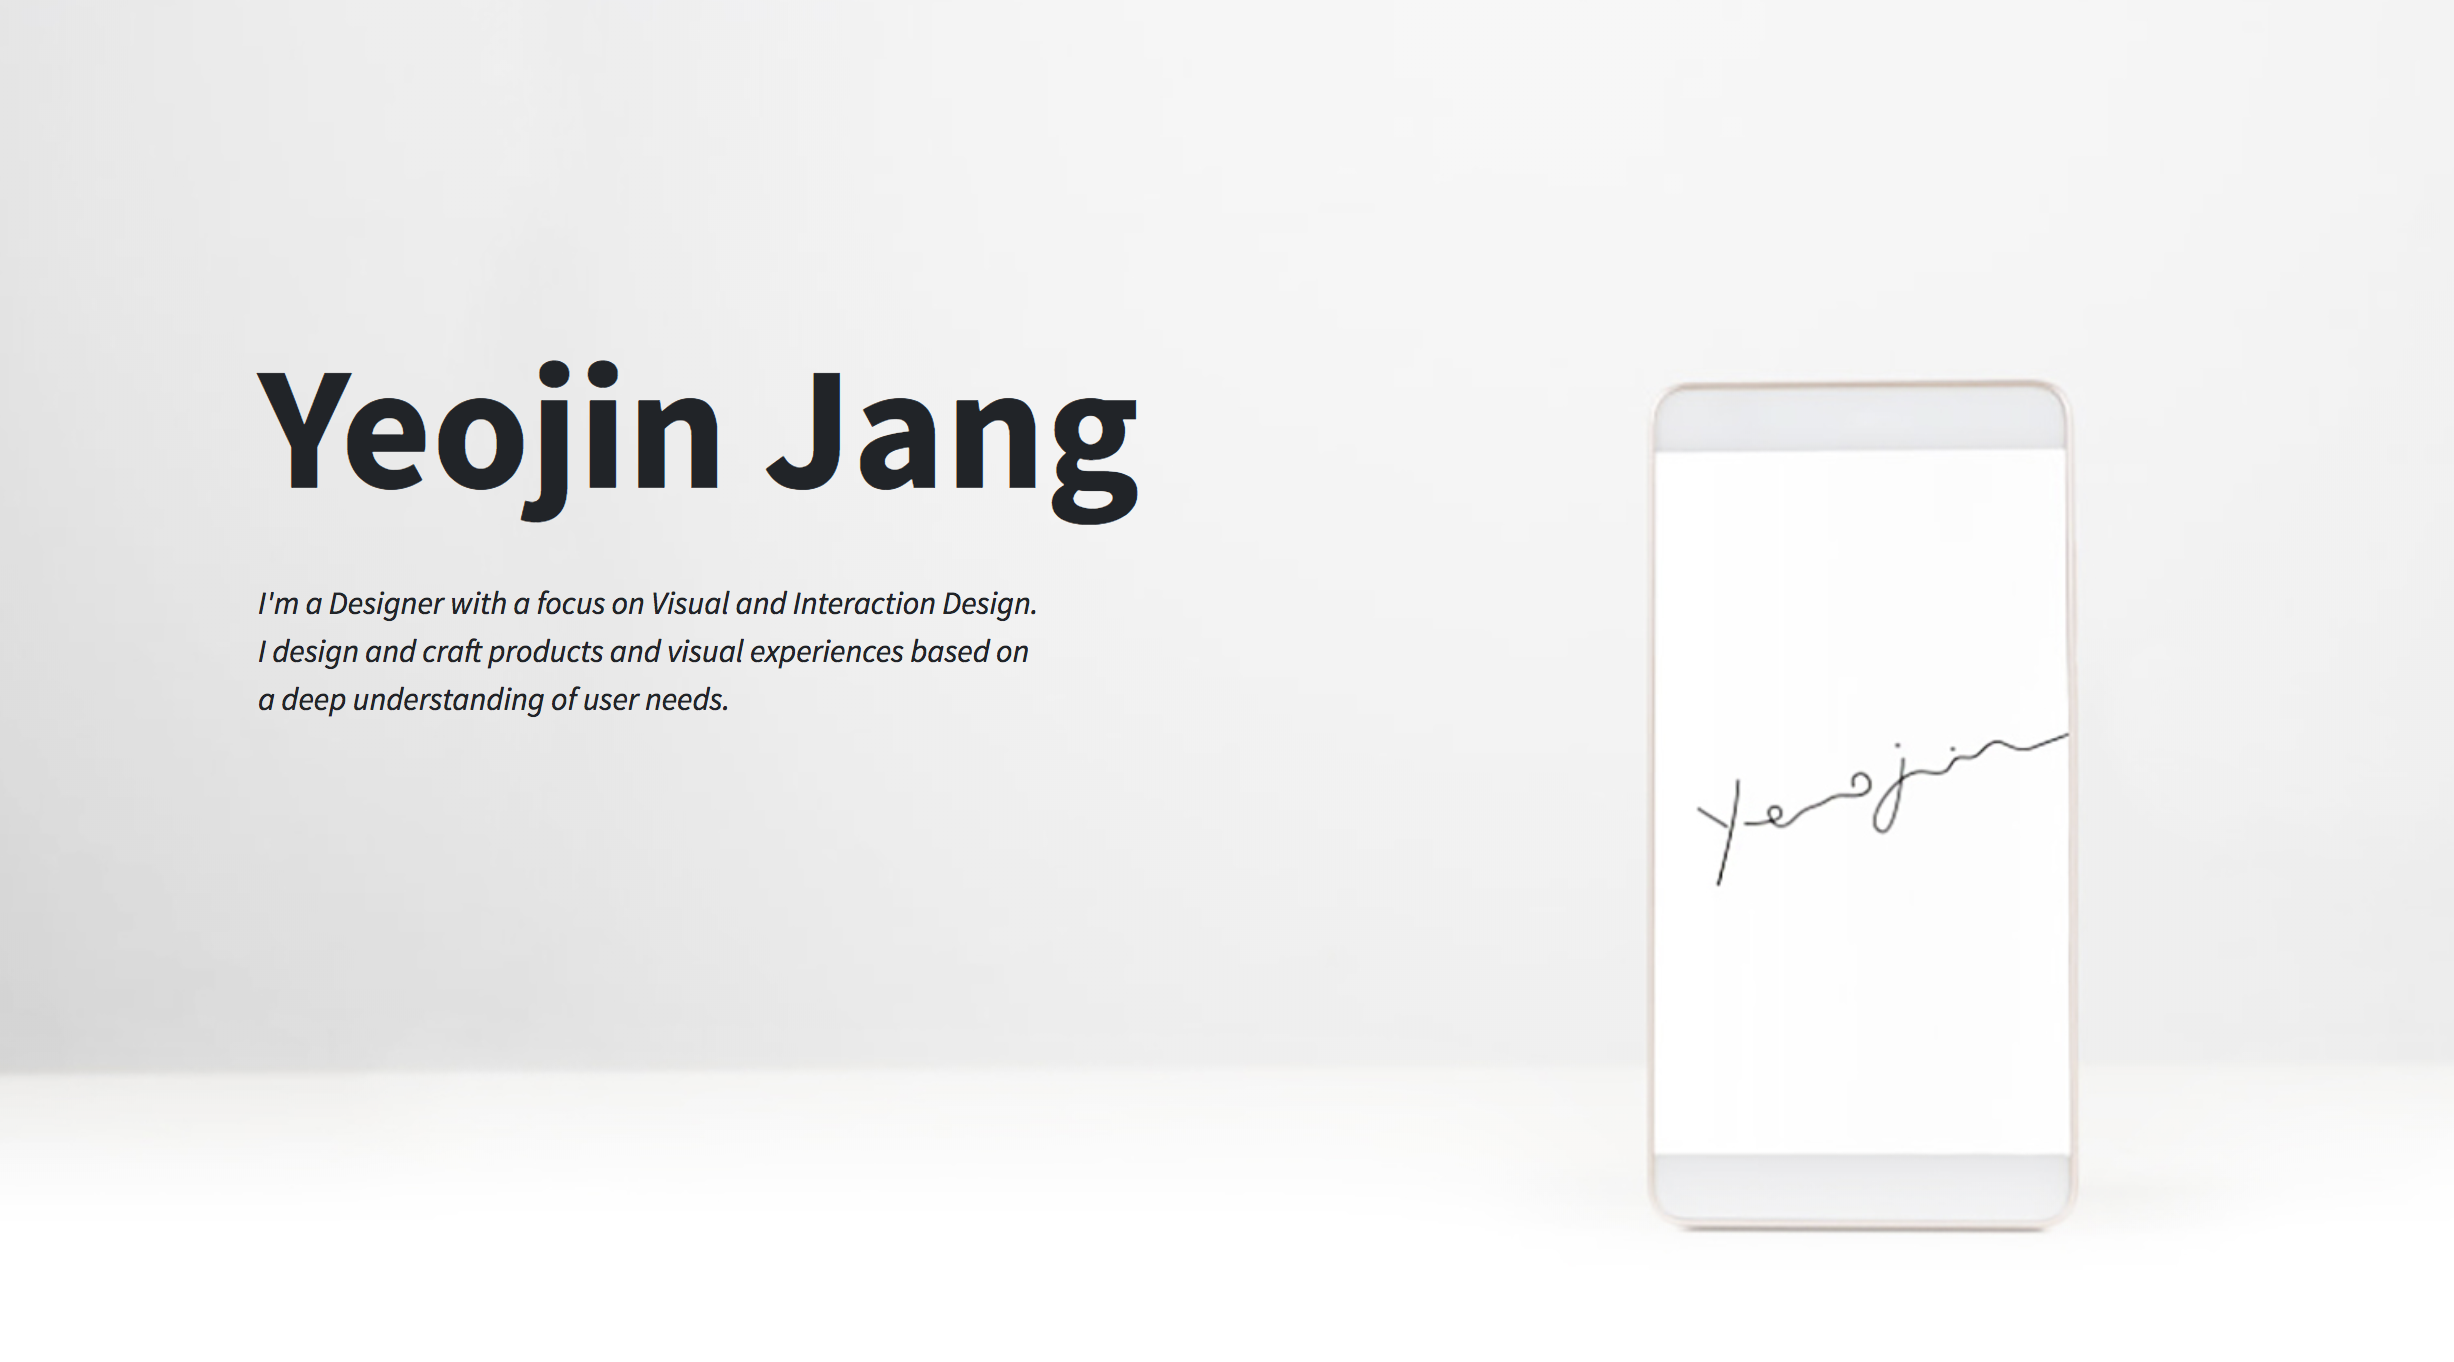 Yeojin Jang
I'm a Designer with a focus on Visual and Interaction Design.
I design and craft products and visual experiences based on
a deep understanding of user needs.
Yeojin